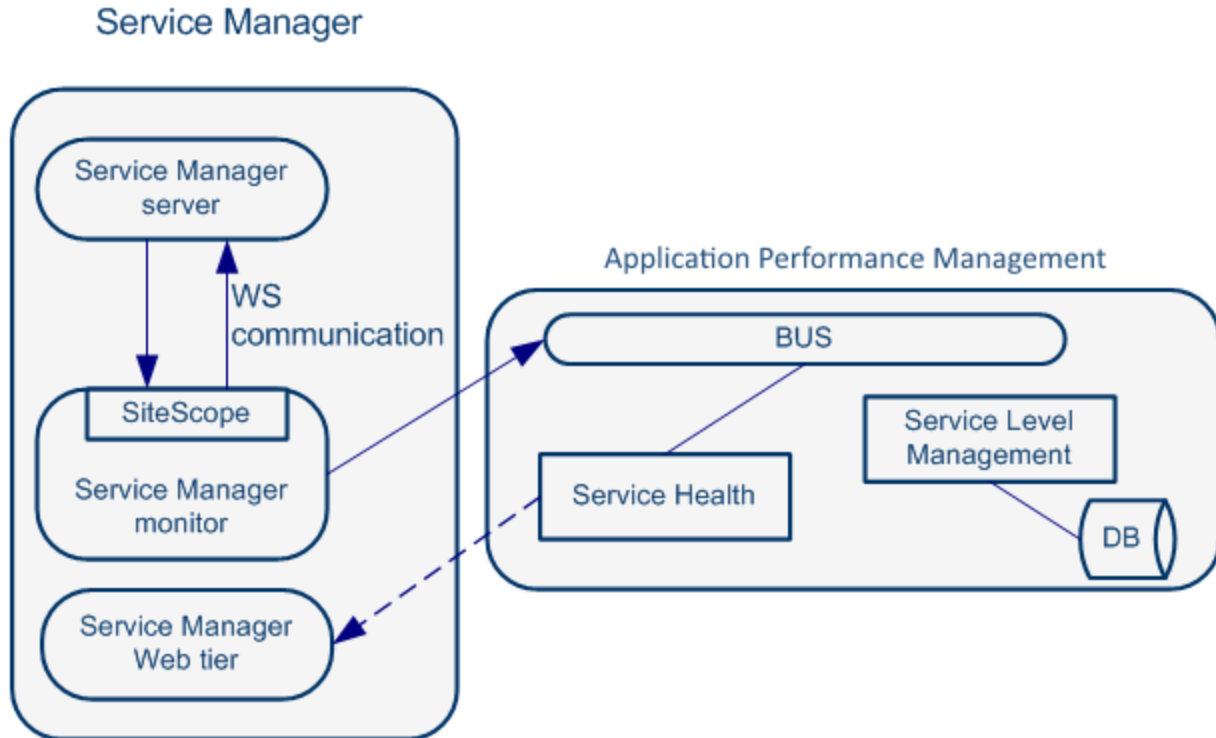 Service Manager
Service Manager
server
WS
communication
SiteScope
Service Manager
monitor
Service Manager
Web tier
Application Performance Management
BUS
Service Level
Management
Service Health
DB